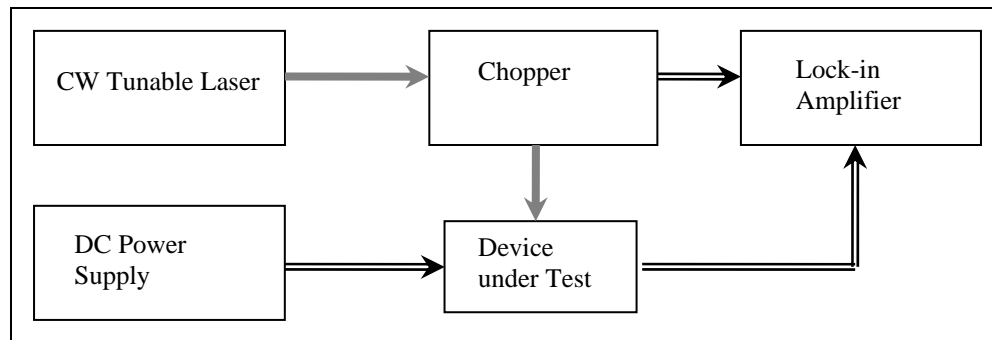 CW Tunable Laser
Chopper
Lock-in
Amplifier
DC Power
Supply
Device
under Test